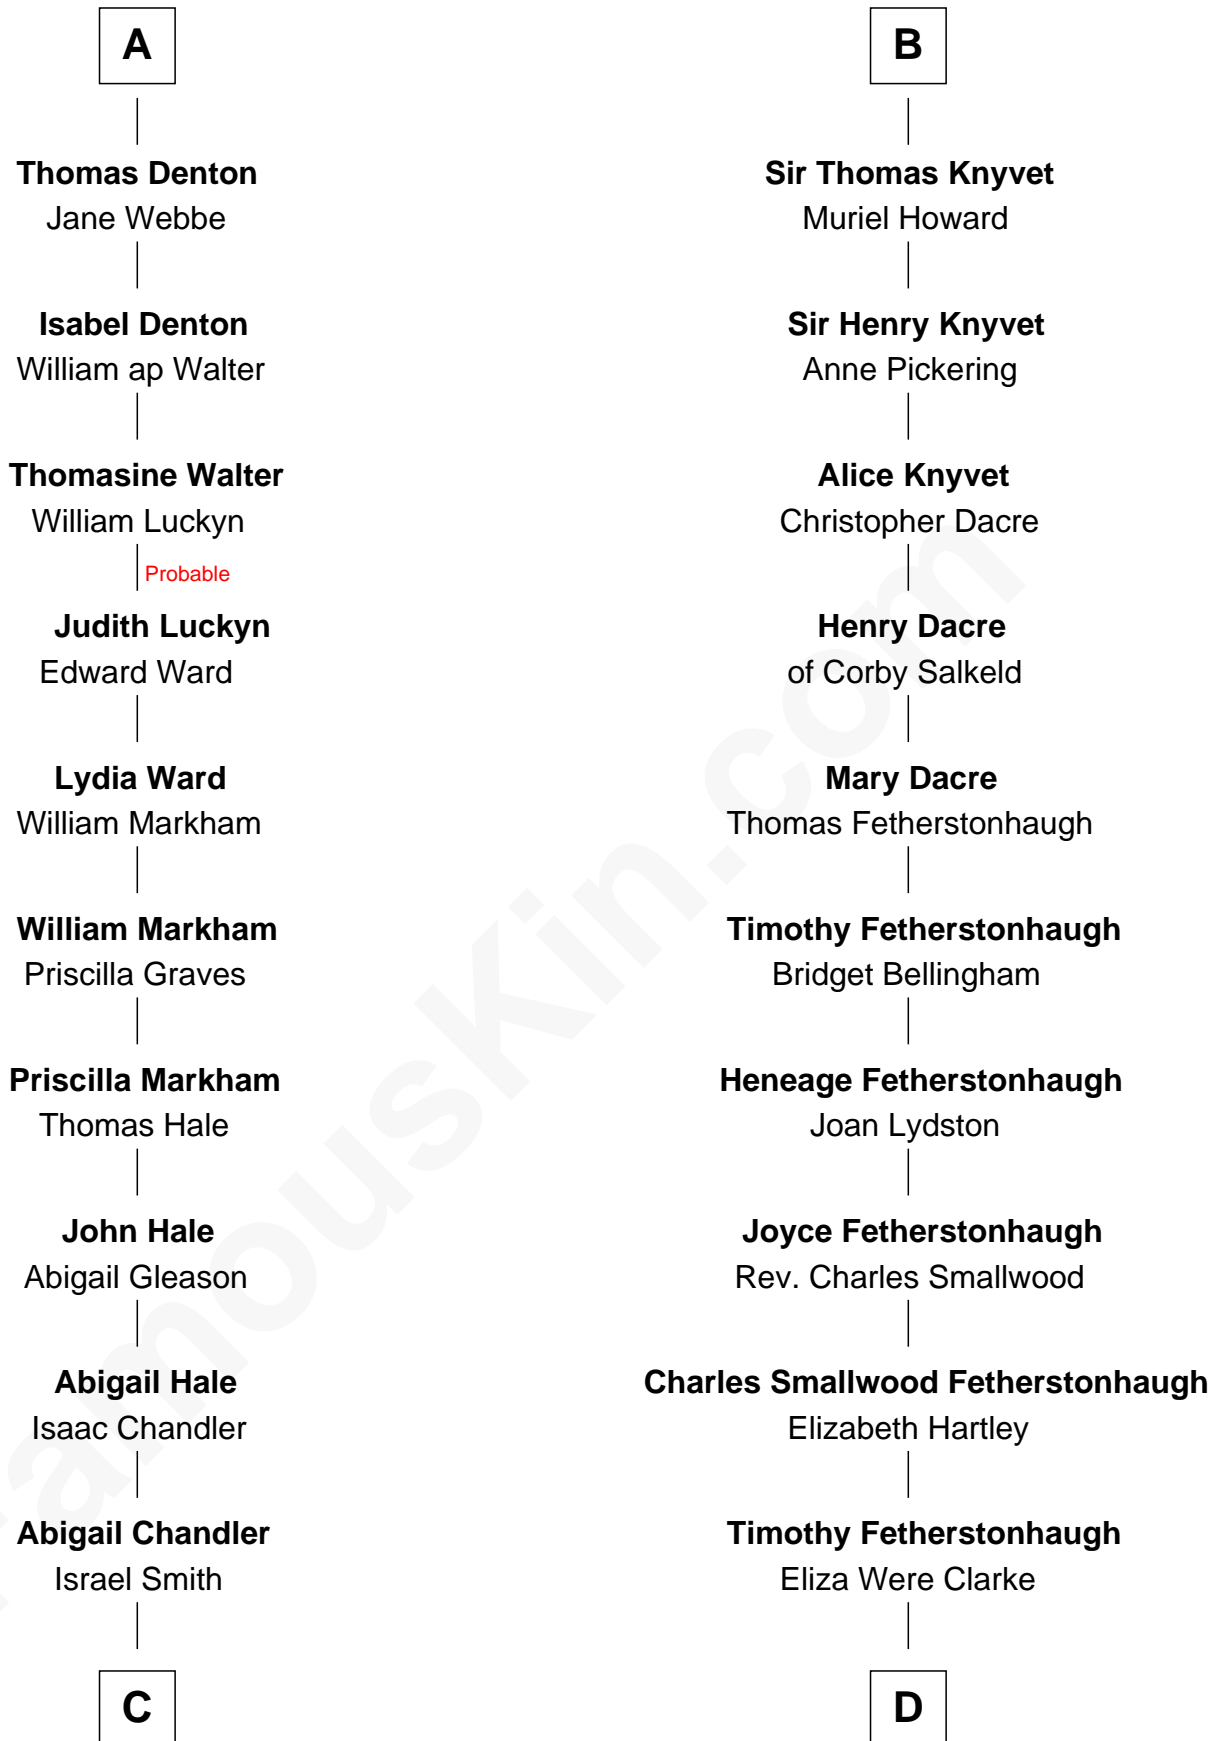 A
Thomas Denton
Jane Webbe
Isabel Denton
William ap Walter
Thomasine Walter
William Luckyn
Probable
Judith Luckyn
Edward Ward
Lydia Ward
William Markham
William Markham
Priscilla Graves
Priscilla Markham
Thomas Hale
John Hale
Abigail Gleason
Abigail Hale
Isaac Chandler
Abigail Chandler
Israel Smith
C
B
Sir Thomas Knyvet
Muriel Howard
Sir Henry Knyvet
Anne Pickering
Alice Knyvet
Christopher Dacre
Henry Dacre
of Corby Salkeld
Mary Dacre
Thomas Fetherstonhaugh
Timothy Fetherstonhaugh
Bridget Bellingham
Heneage Fetherstonhaugh
Joan Lydston
Joyce Fetherstonhaugh
Rev. Charles Smallwood
Charles Smallwood Fetherstonhaugh
Elizabeth Hartley
Timothy Fetherstonhaugh
Eliza Were Clarke
D
FamousKin.com